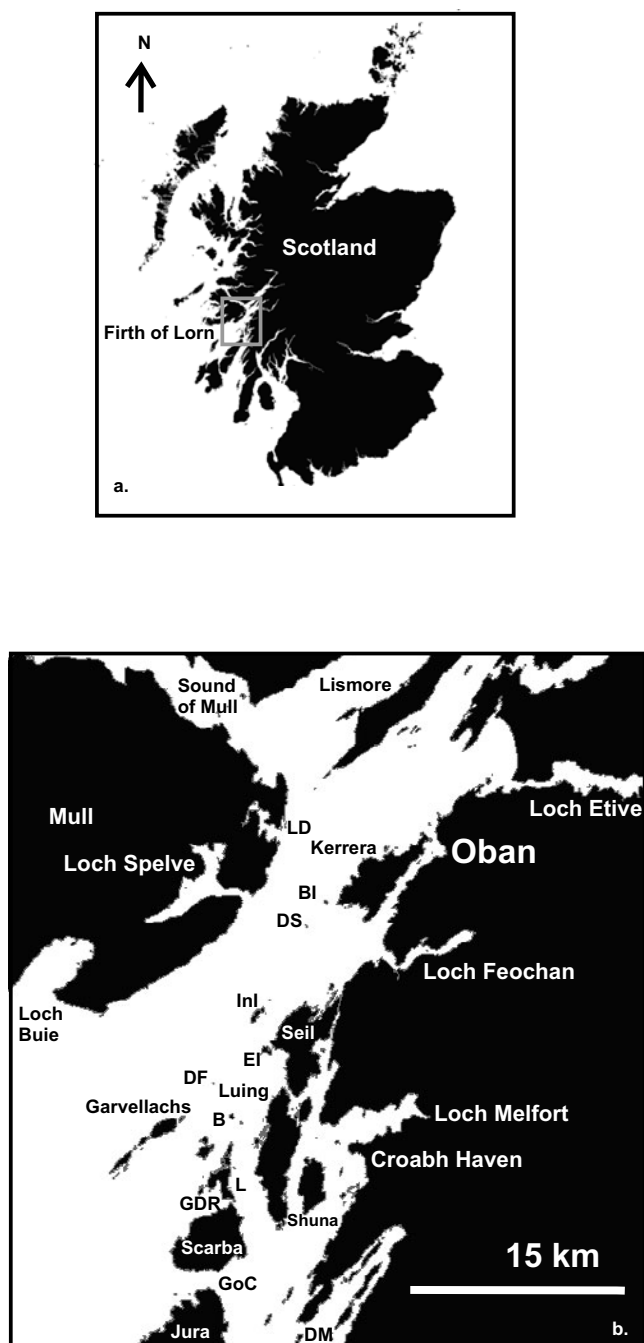 N
Scotland
Firth of Lorn
a.
Sound
of Mull
Lismore
Loch Etive
Mull
LD
Kerrera
Oban
Loch Spelve
BI
DS
Loch Feochan
InI
Loch
Buie
Seil
EI
DF
Luing
Garvellachs
B
Loch Melfort
Croabh Haven
L
GDR
Shuna
Scarba
15 km
GoC
Jura
DM
b.